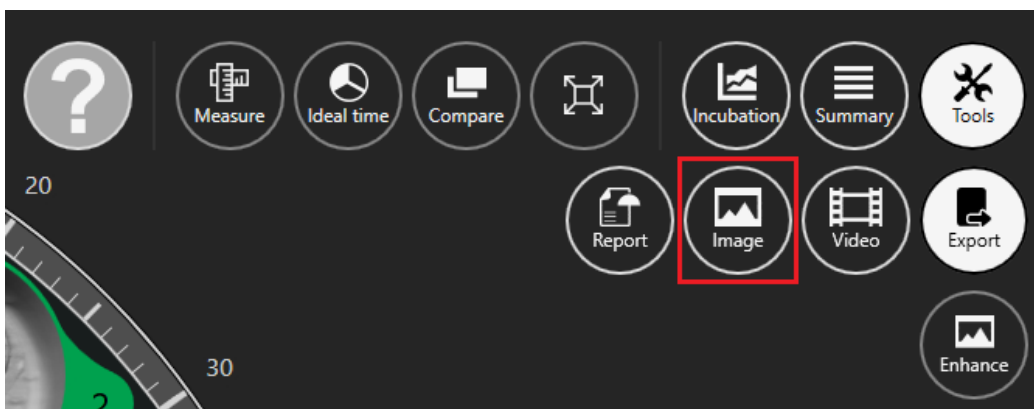 ?
Measure
Ideal time
Compare
Incubation
Summary
Tools
20
Report
Image
Video
Export
30
Enhance
2